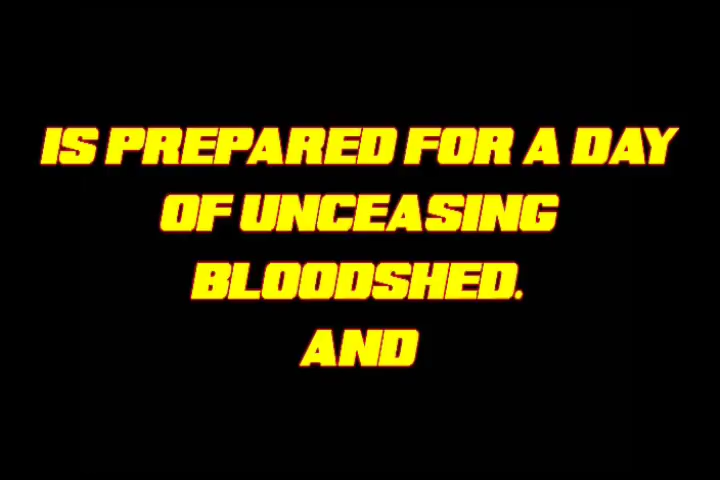 IS PREPARED FOR A DAY
OF UNCEASING
BLOODSHED.
AND